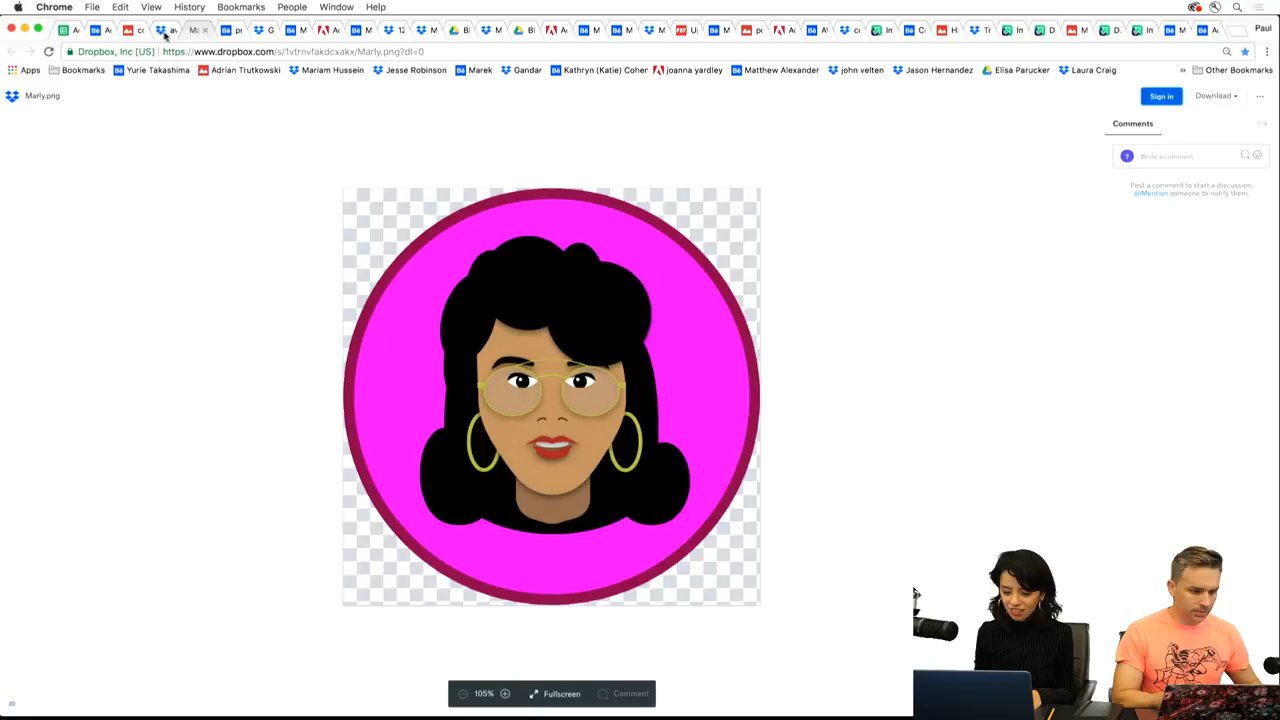 Chrome File Edit View History Bookmarks People Window Help
Paul
Dropbox, Inc [US] https://www.dropbox.com/s/1vtrnvfakdcxakx/Marly.png?dl=0
Apps Bookmarks Yurie Takashima Adrian Trutkowski Mariam Hussein Jesse Robinson Marek Gandar Kathryn (Katie) Coher joanna yardley Matthew Alexander john velten Jason Hernandez Elisa Parucker Laura Craig » Other Bookmarks
Marly.png Sign in Download
Comments
? Write a comment
Post a comment to start a discussion.
@Mention someone to notify them.
105% Fullscreen Comment